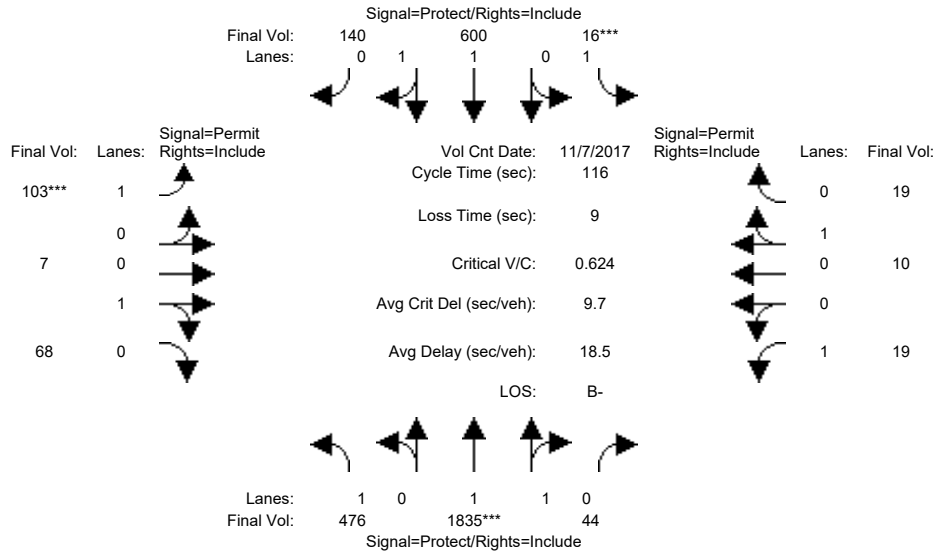 Signal=Protect/Rights=Include
Final Vol: 140 600 16***
Lanes: 0 1 1 0 1
Signal=Permit Signal=Permit
Final Vol: Lanes: Rights=Include Vol Cnt Date: 11/7/2017 Rights=Include Lanes: Final Vol:
Cycle Time (sec): 116
103*** 1 0 19
Loss Time (sec): 9
0 1
7 0 Critical V/C: 0.624 0 10
1 Avg Crit Del (sec/veh): 9.7 0
68 0 Avg Delay (sec/veh): 18.5 1 19
LOS: B-
Lanes: 1 0 1 1 0
Final Vol: 476 1835*** 44
Signal=Protect/Rights=Include